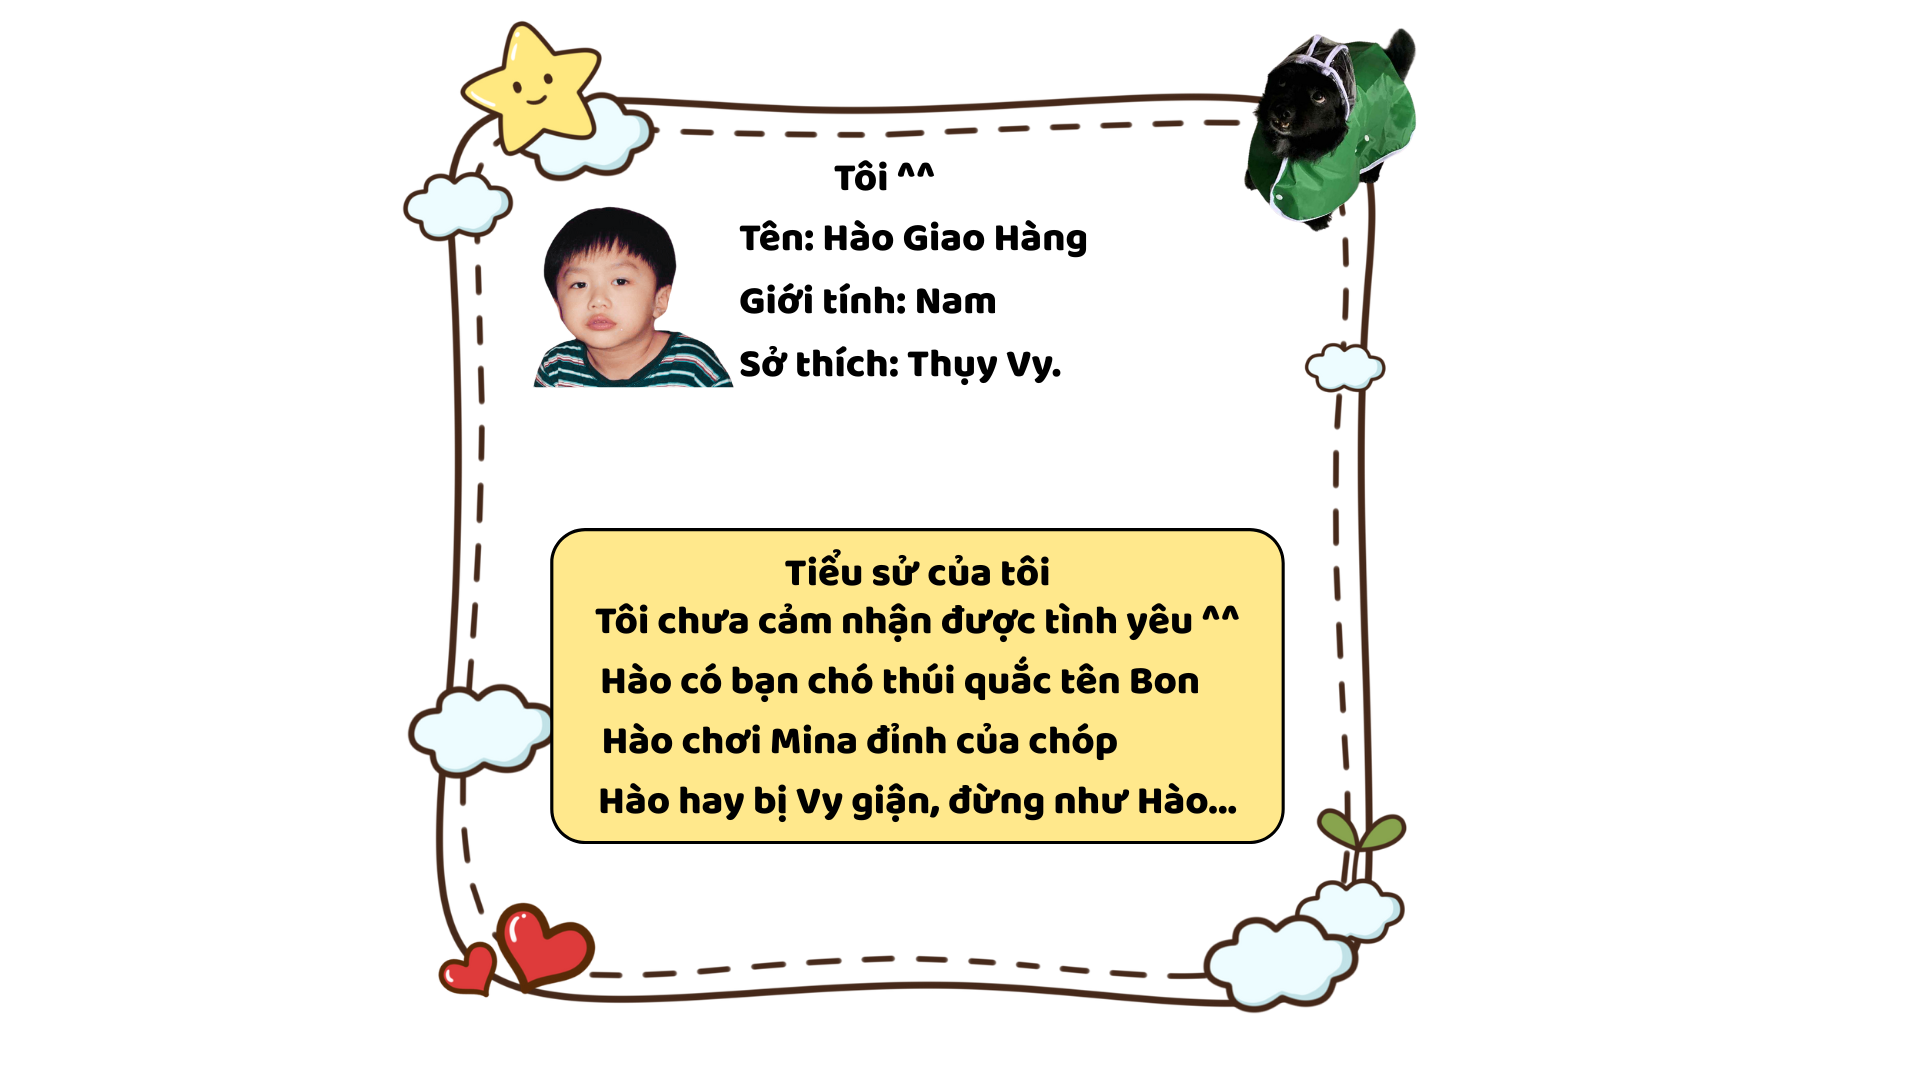 Tôi ^^
Tên: Hào Giao Hàng
Giới tính: Nam
Sở thích: Thụy Vy.
Tiểu sử của tôi
Tôi chưa cảm nhận được tình yêu ^^
Hào có bạn chó thúi quắc tên Bon
Hào chơi Mina đỉnh của chóp
Hào hay bị Vy giận, đừng như Hào...